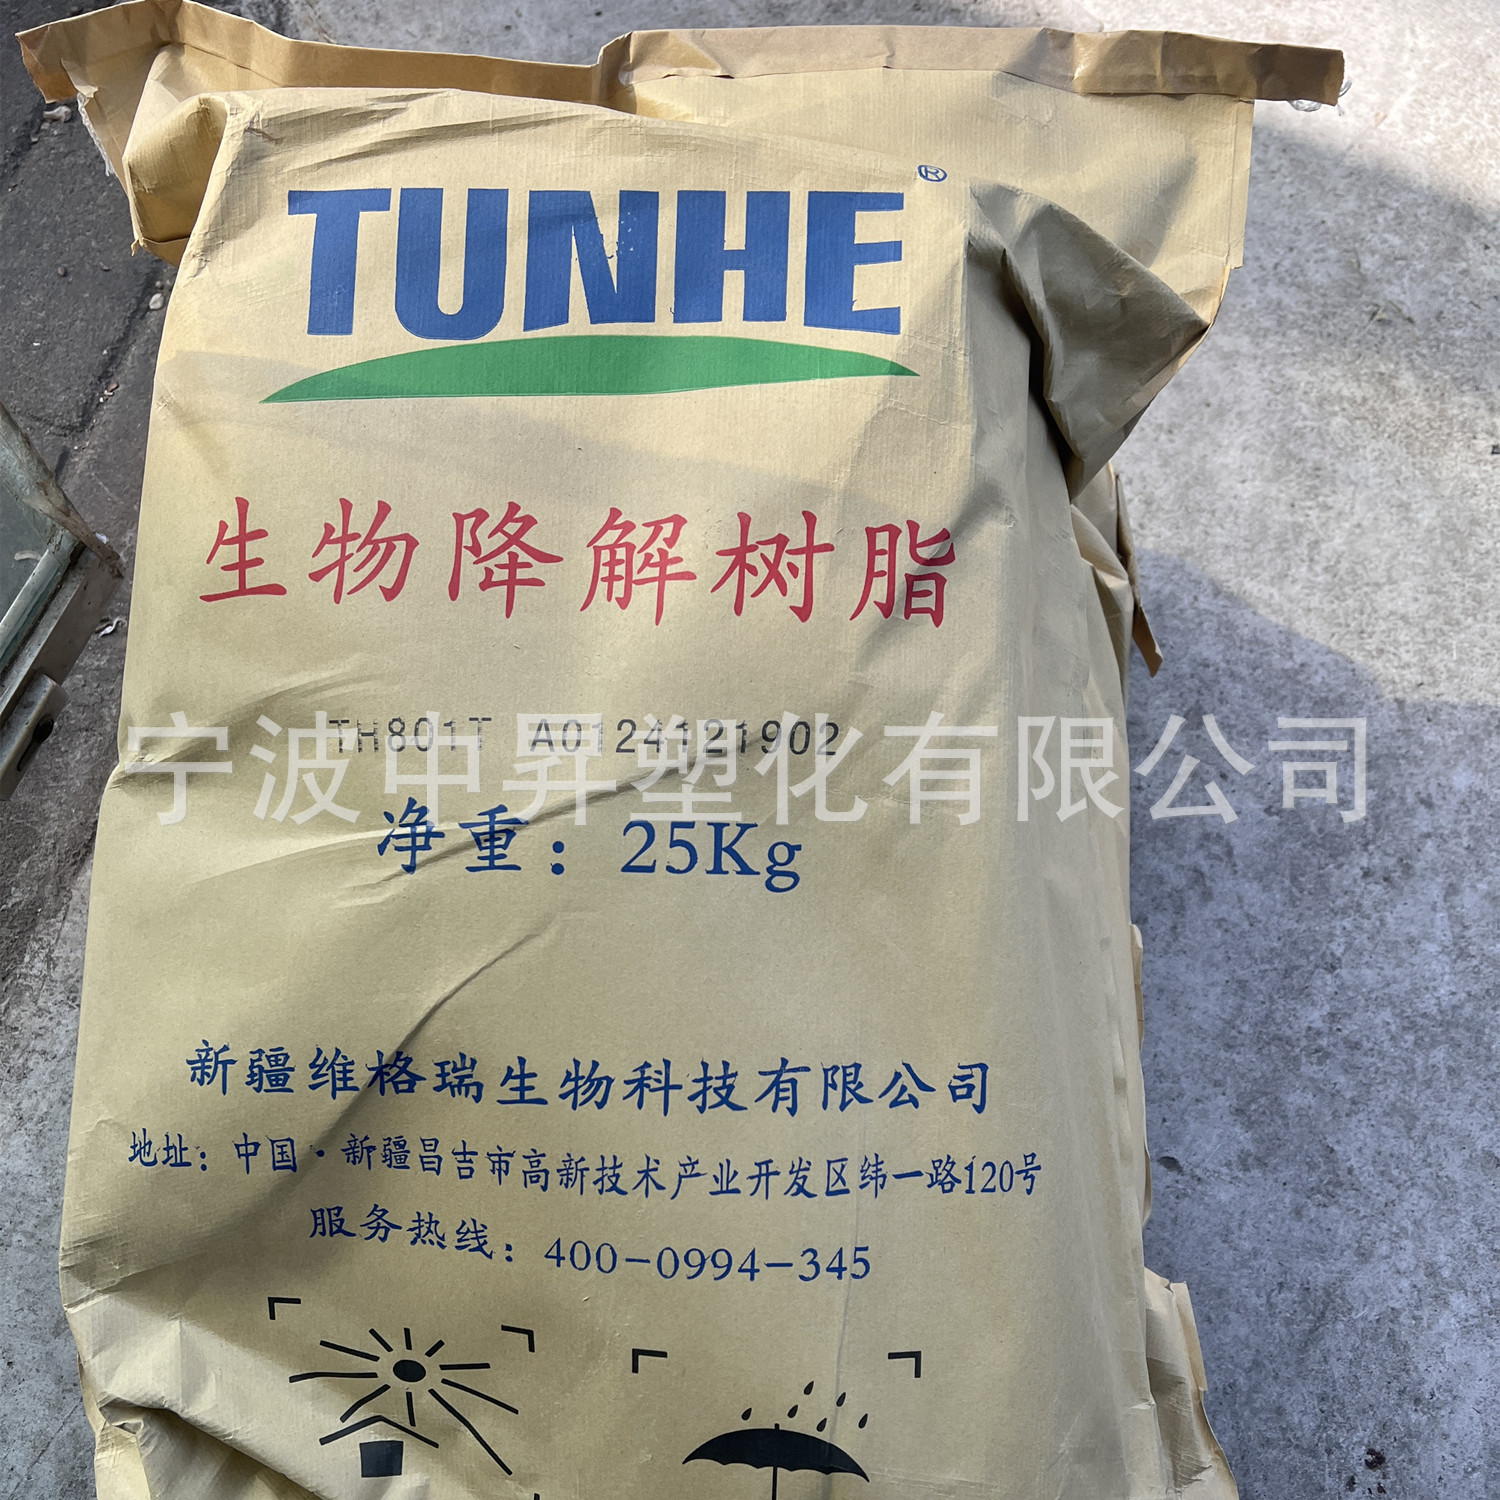 TUNHE®
生物降解树脂
TH801T A0124121902
宁波中昇塑化有限公司
净重：25Kg
新疆维格瑞生物科技有限公司
地址：中国·新疆昌吉市高新技术产业开发区纬一路120号
服务热线：400-0994-345